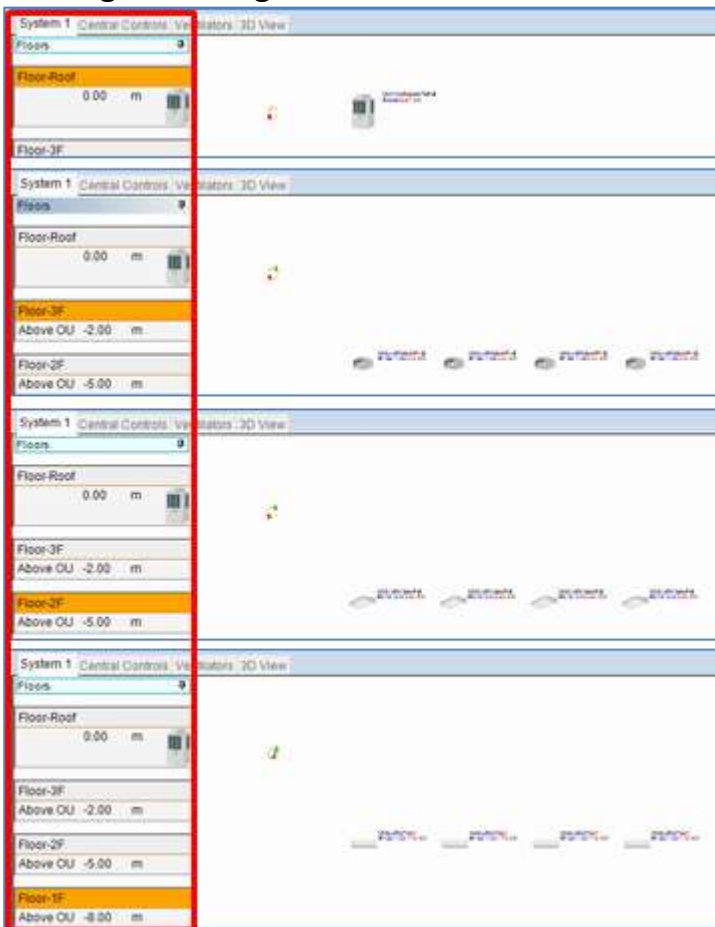 System 1 Central Controls Ventilators 3D View
Floors
Floor-Roof
0.00 m
Floor-3F
System 1 Central Controls Ventilators 3D View
Floors
Floor-Roof
0.00 m
Floor-3F
Above OU -2.00 m
Floor-2F
Above OU -5.00 m
System 1 Central Controls Ventilators 3D View
Floors
Floor-Roof
0.00 m
Floor-3F
Above OU -2.00 m
Floor-2F
Above OU -5.00 m
System 1 Central Controls Ventilators 3D View
Floors
Floor-Roof
0.00 m
Floor-3F
Above OU -2.00 m
Floor-2F
Above OU -5.00 m
Floor-1F
Above OU -8.00 m